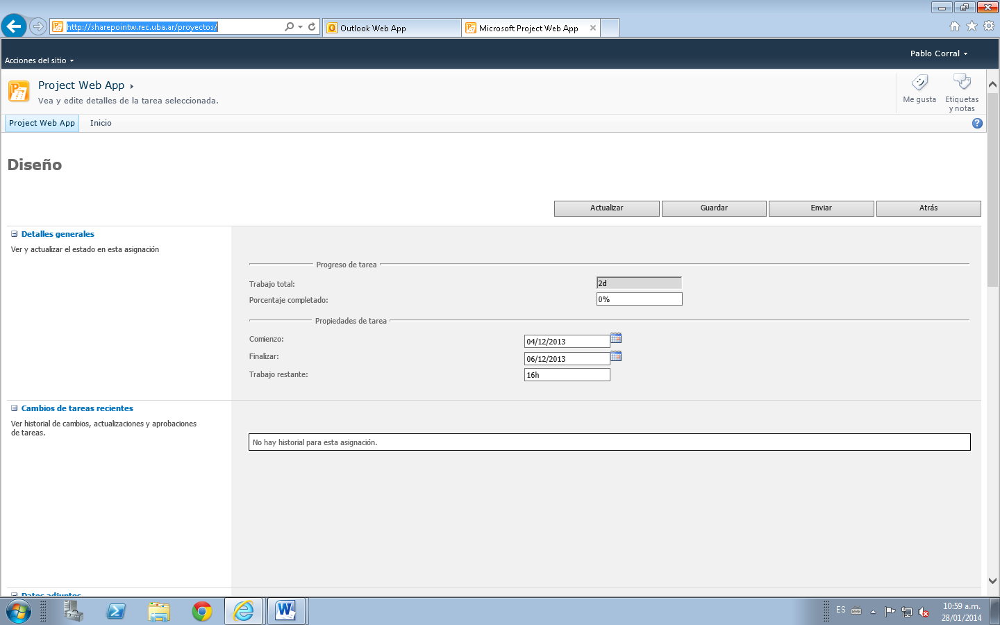 http://sharepointw.rec.uba.ar/proyectos/
Outlook Web App
Microsoft Project Web App
Acciones del sitio
Pablo Corral
Project Web App
Vea y edite detalles de la tarea seleccionada.
Me gusta
Etiquetas
y notas
Project Web App
Inicio
Diseño
Actualizar
Guardar
Enviar
Atrás
Detalles generales
Ver y actualizar el estado en esta asignación
Progreso de tarea
Trabajo total:
2d
Porcentaje completado:
0%
Propiedades de tarea
Comienzo:
04/12/2013
Finalizar:
06/12/2013
Trabajo restante:
16h
Cambios de tareas recientes
Ver historial de cambios, actualizaciones y aprobaciones
de tareas.
No hay historial para esta asignación.
Datos adjuntos
ES
10:59 a.m.
28/01/2014